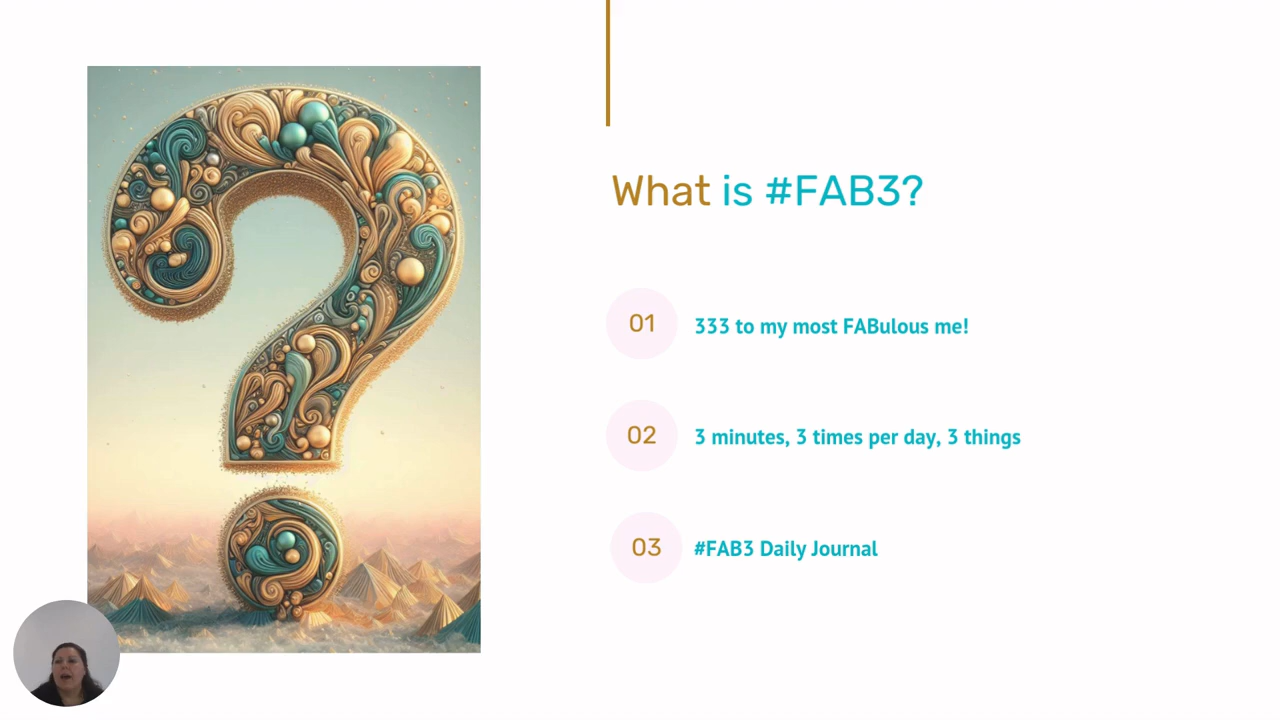 What is #FAB3?
01
333 to my most FABulous me!
02
3 minutes, 3 times per day, 3 things
03
#FAB3 Daily Journal